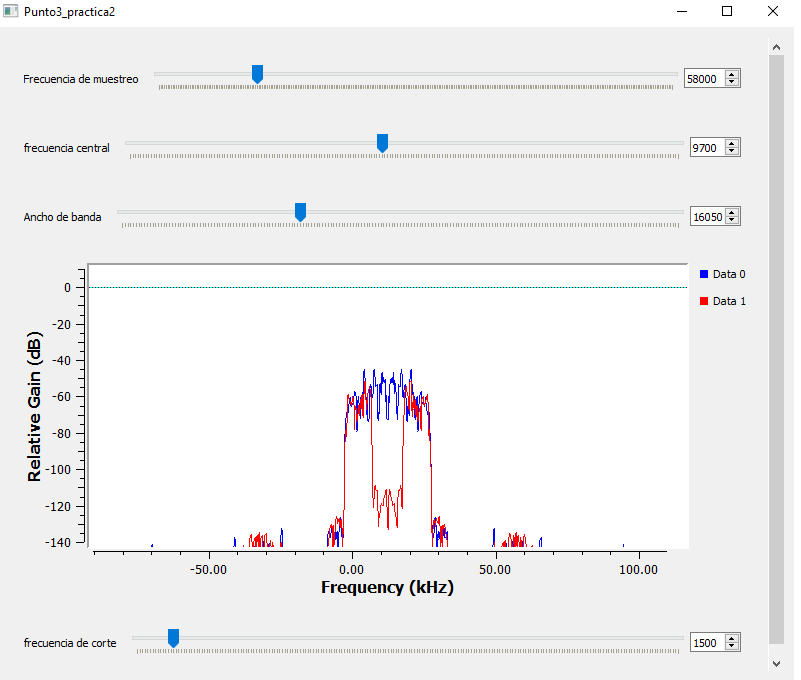 Punto3_practica2
Frecuencia de muestreo 58000
frecuencia central 9700
Ancho de banda 16050
Data 0
Data 1
Relative Gain (dB)
0
-20
-40
-60
-80
-100
-120
-140
-50.00 0.00 50.00 100.00
Frequency (kHz)
frecuencia de corte 1500